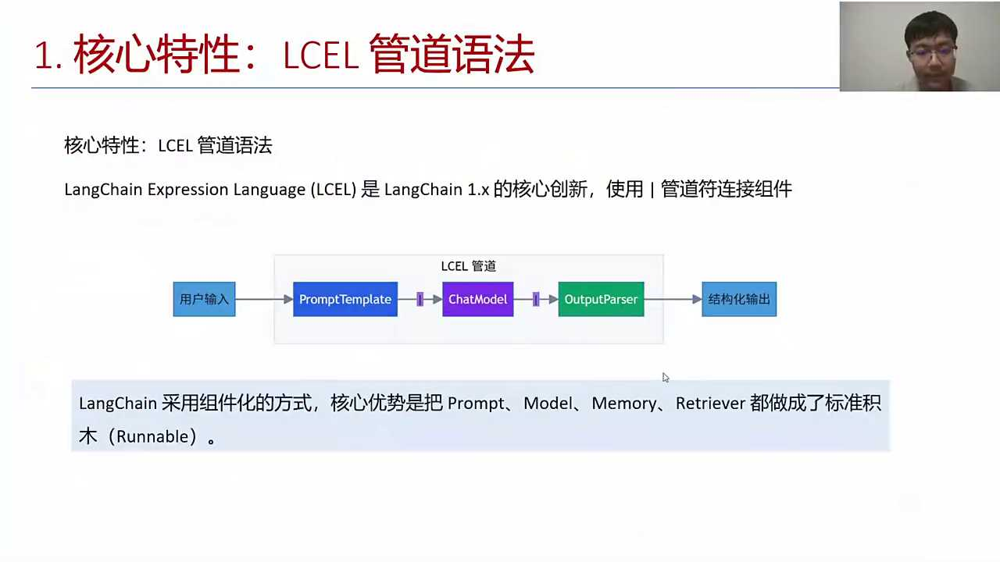 1. 核心特性：LCEL 管道语法
核心特性：LCEL 管道语法
LangChain Expression Language (LCEL) 是 LangChain 1.x 的核心创新，使用 | 管道符连接组件
LCEL 管道
用户输入
PromptTemplate
|
ChatModel
|
OutputParser
结构化输出
LangChain 采用组件化的方式，核心优势是把 Prompt、Model、Memory、Retriever 都做成了标准积
木（Runnable）。